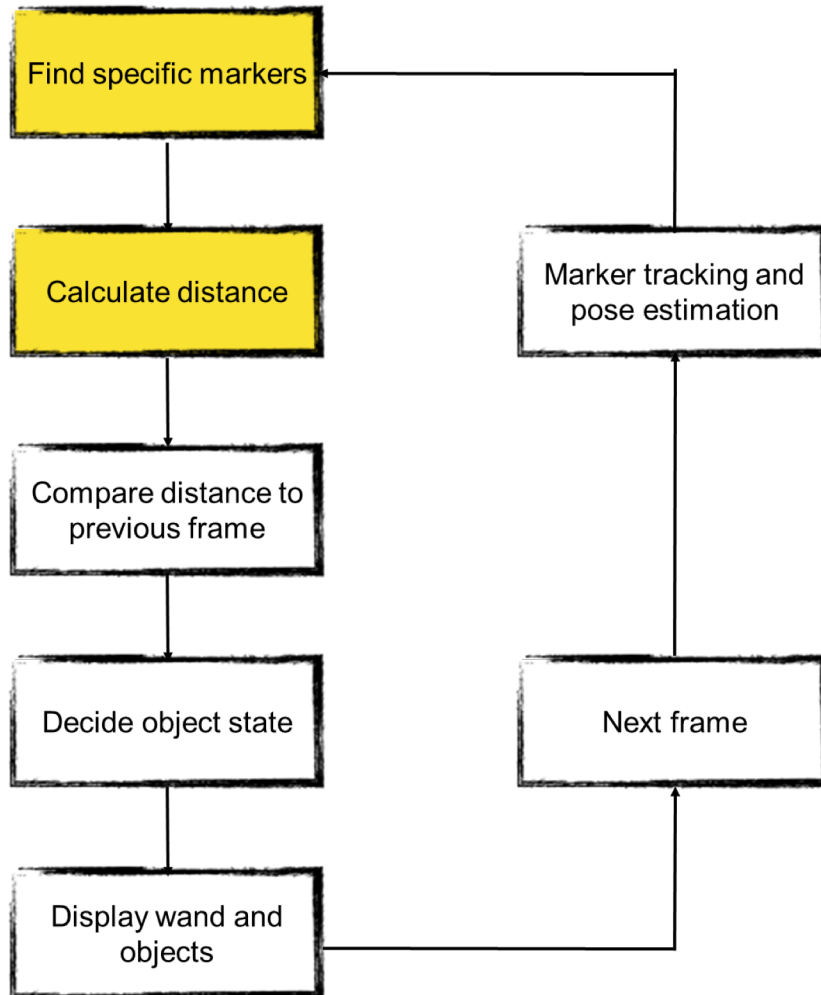 Find specific markers
Calculate distance
Compare distance to
previous frame
Decide object state
Display wand and
objects
Next frame
Marker tracking and
pose estimation